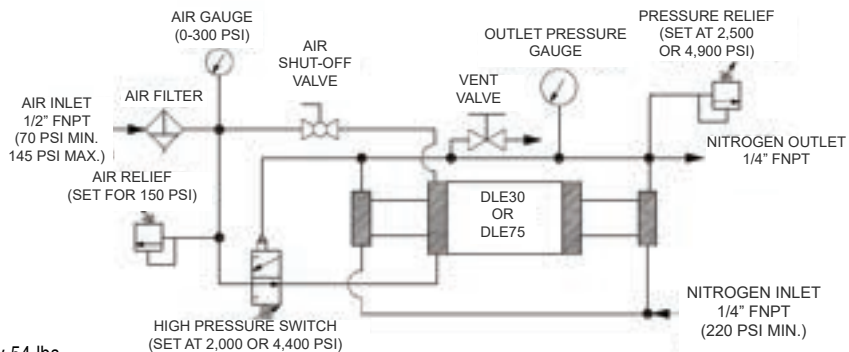 AIR GAUGE
(0-300 PSI)
AIR
SHUT-OFF
VALVE
OUTLET PRESSURE
GAUGE
PRESSURE RELIEF
(SET AT 2,500
OR 4,900 PSI)
VENT
VALVE
AIR INLET
1/2" FNPT
(70 PSI MIN.
145 PSI MAX.)
AIR FILTER
NITROGEN OUTLET
1/4" FNPT
AIR RELIEF
(SET FOR 150 PSI)
DLE30
OR
DLE75
NITROGEN INLET
1/4" FNPT
(220 PSI MIN.)
HIGH PRESSURE SWITCH
(SET AT 2,000 OR 4,400 PSI)
54 lbs